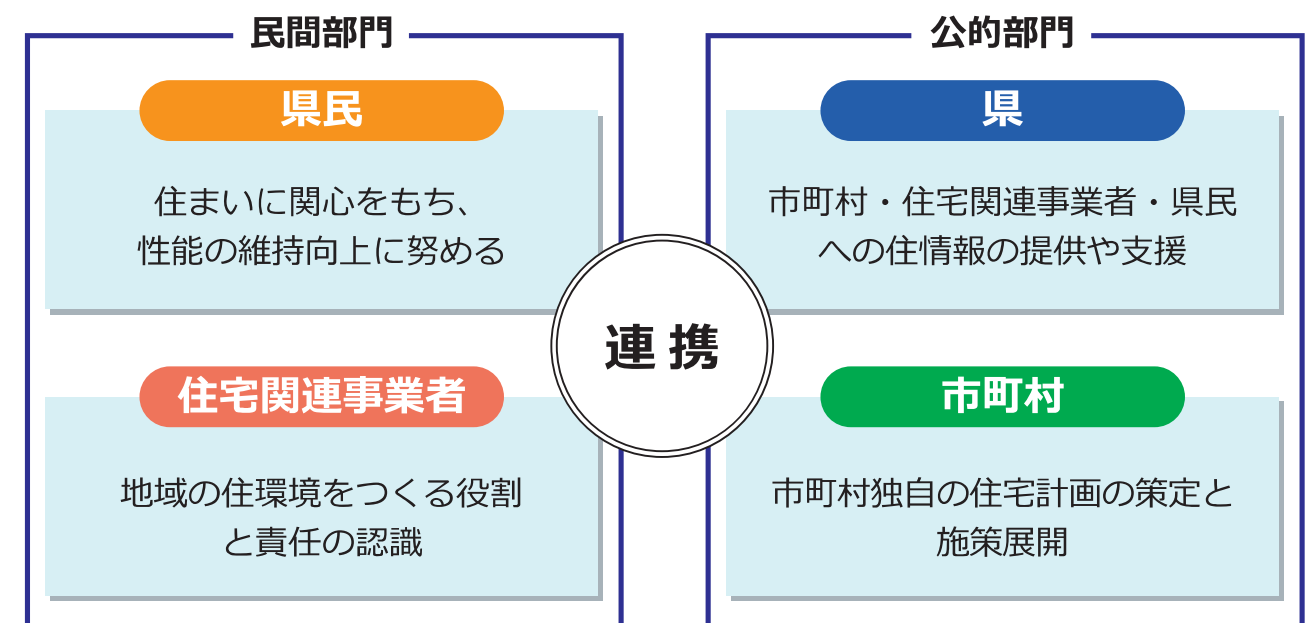 民間部門
県民
住まいに関心をもち、
性能の維持向上に努める
住宅関連事業者
地域の住環境をつくる役割
と責任の認識
連携
公的部門
県
市町村・住宅関連事業者・県民
への住情報の提供や支援
市町村
市町村独自の住宅計画の策定と
施策展開